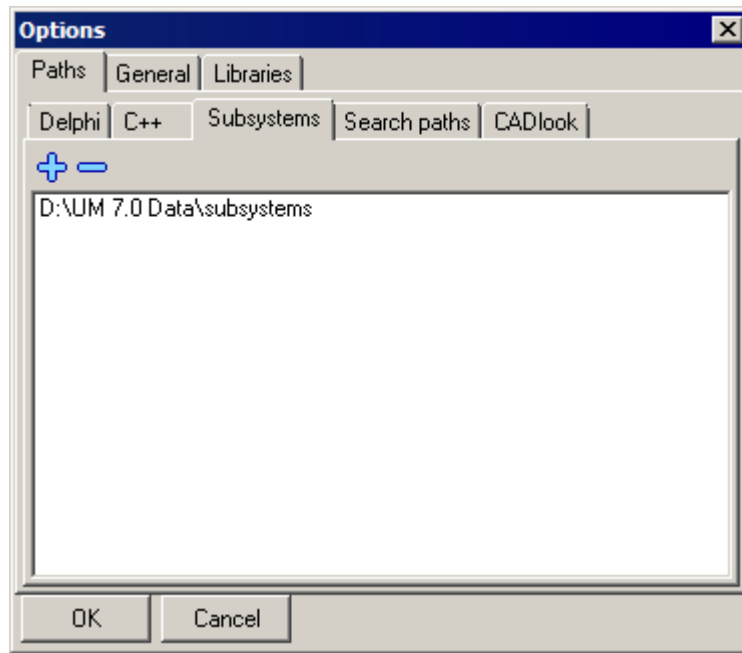 Options
Paths General Libraries
Delphi C++ Subsystems Search paths CADlook
D:\UM 7.0 Data\subsystems
OK Cancel